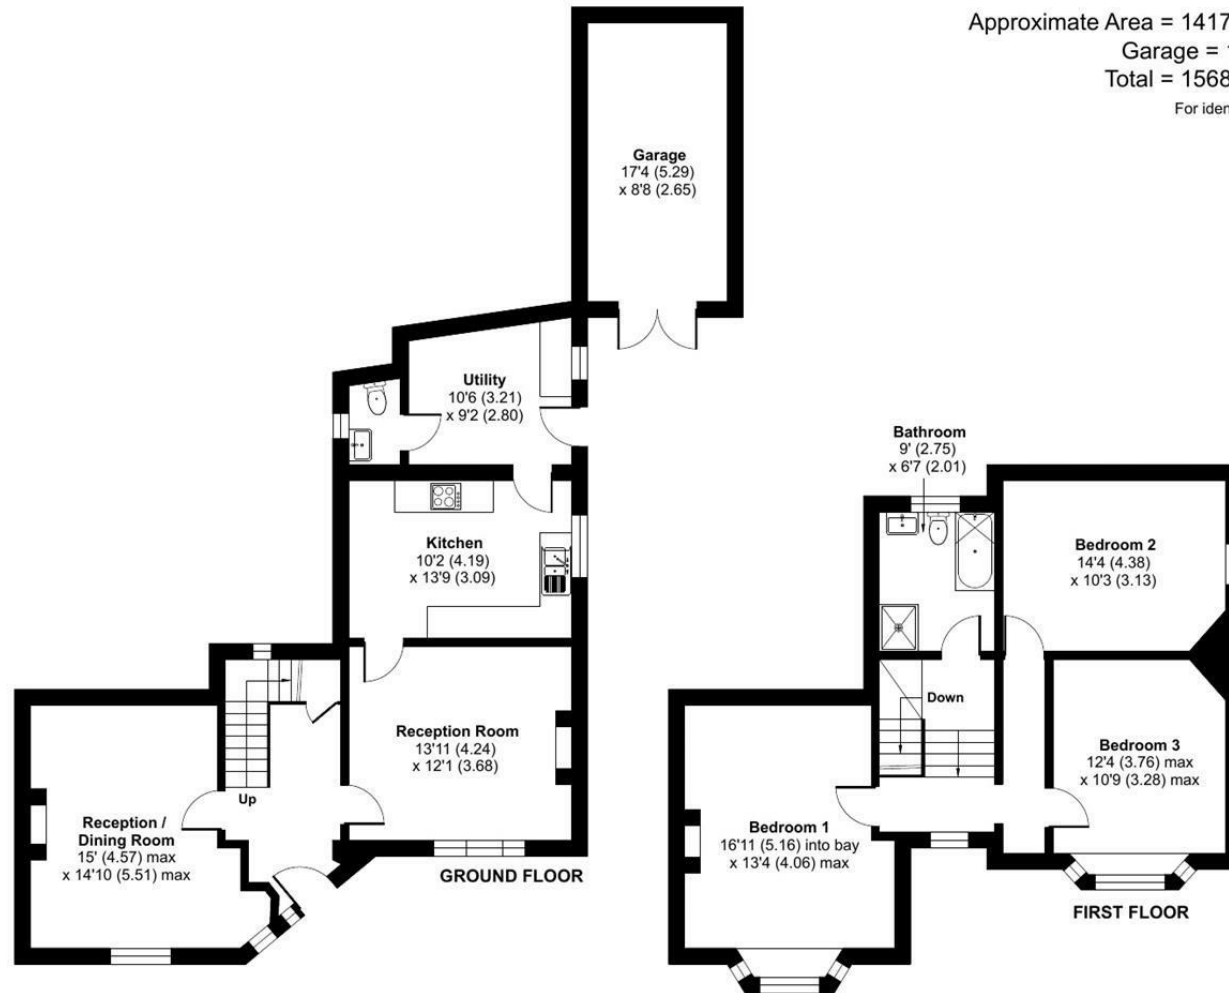 Approximate Area = 1417
Garage =
Total = 1568
For iden
Garage
17'4 (5.29)
x 8'8 (2.65)
Utility
10'6 (3.21)
x 9'2 (2.80)
Kitchen
10'2 (4.19)
x 13'9 (3.09)
Reception Room
13'11 (4.24)
x 12'1 (3.68)
Up
Reception /
Dining Room
15' (4.57) max
x 14'10 (5.51) max
GROUND FLOOR
Bathroom
9' (2.75)
x 6'7 (2.01)
Bedroom 2
14'4 (4.38)
x 10'3 (3.13)
Down
Bedroom 3
12'4 (3.76) max
x 10'9 (3.28) max
Bedroom 1
16'11 (5.16) into bay
x 13'4 (4.06) max
FIRST FLOOR